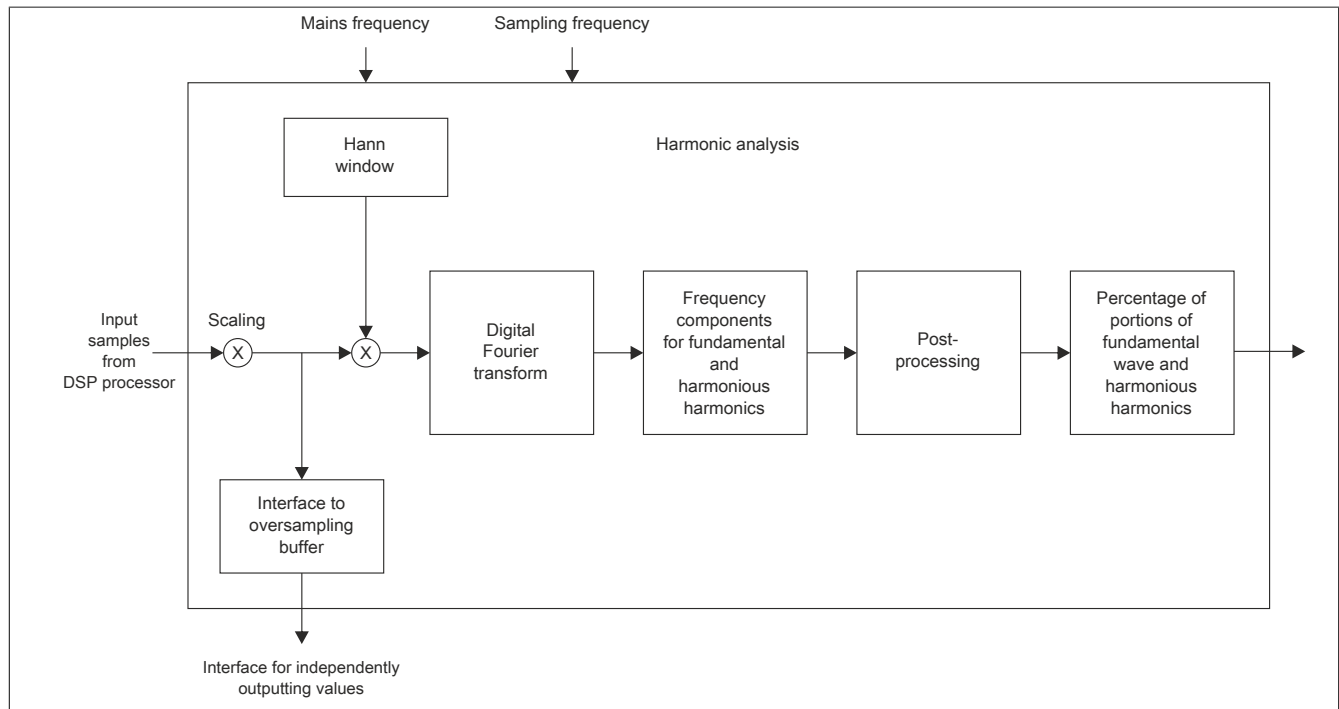 Mains frequency
Sampling frequency
Hann
window
Harmonic analysis
Input
samples
from
DSP processor
Scaling
X
X
Digital
Fourier
transform
Frequency
components
for fundamental
and
harmonious
harmonics
Post-
processing
Percentage of
portions of
fundamental
wave and
harmonious
harmonics
Interface to
oversampling
buffer
Interface for independently
outputting values